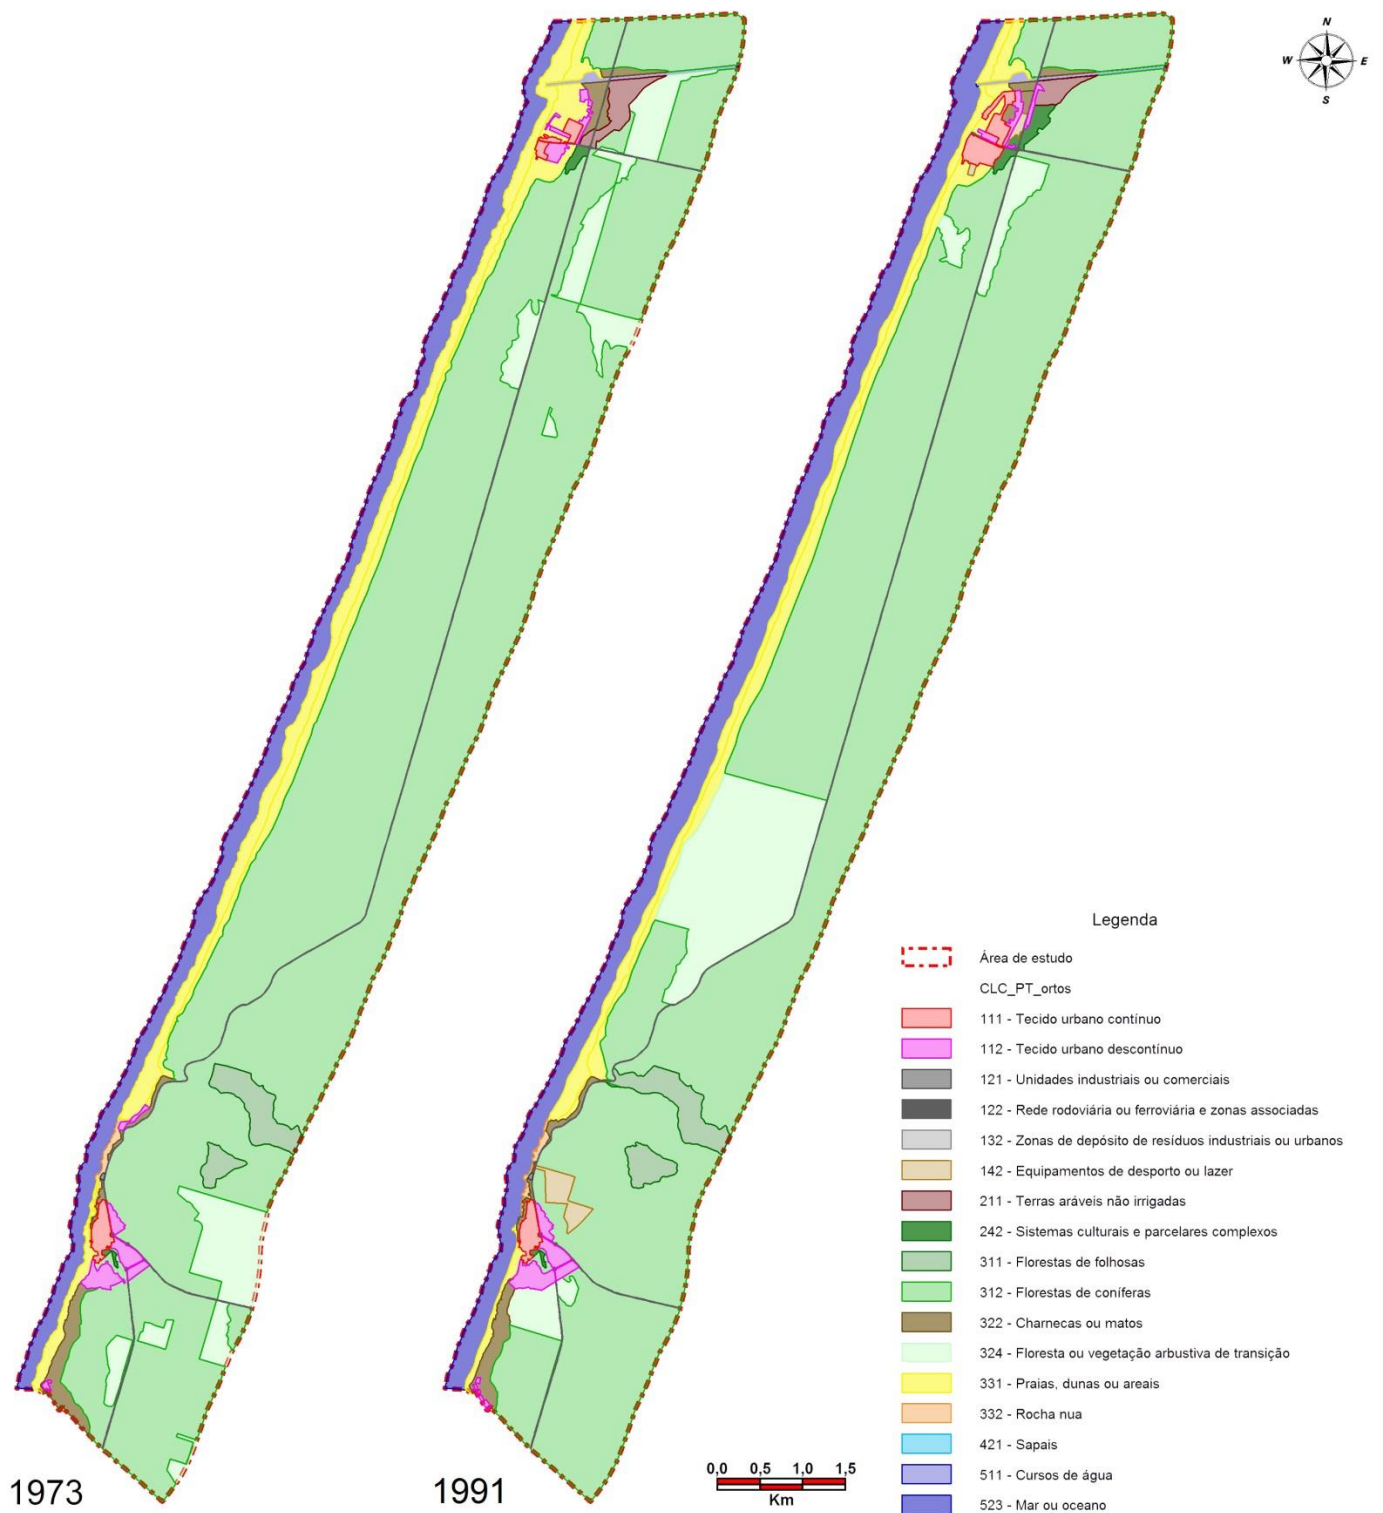 N
W E
S
Legenda
Área de estudo
CLC_PT_ortos
111 - Tecido urbano contínuo
112 - Tecido urbano descontínuo
121 - Unidades industriais ou comerciais
122 - Rede rodoviária ou ferroviária e zonas associadas
132 - Zonas de depósito de resíduos industriais ou urbanos
142 - Equipamentos de desporto ou lazer
211 - Terras aráveis não irrigadas
242 - Sistemas culturais e parcelares complexos
311 - Florestas de folhosas
312 - Florestas de coníferas
322 - Charnecas ou matos
324 - Floresta ou vegetação arbustiva de transição
331 - Praias, dunas ou areais
332 - Rocha nua
421 - Sapais
511 - Cursos de água
523 - Mar ou oceano
0,0 0,5 1,0 1,5
Km
1973
1991